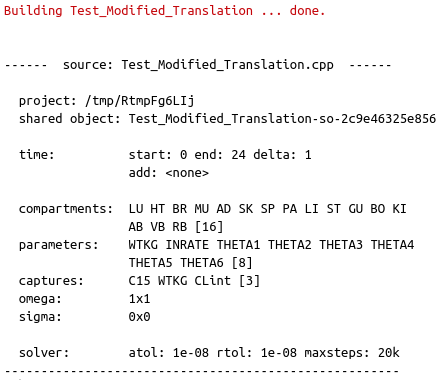 Building Test_Modified_Translation ... done.
------  source: Test_Modified_Translation.cpp  ------
project: /tmp/RtmpFg6LIj
shared object: Test_Modified_Translation-so-2c9e46325e856
time:          start: 0 end: 24 delta: 1
               add: <none>
compartments:  LU HT BR MU AD SK SP PA LI ST GU BO KI
               AB VB RB [16]
parameters:    WTKG INRATE THETA1 THETA2 THETA3 THETA4
               THETA5 THETA6 [8]
captures:      C15 WTKG CLint [3]
omega:         1x1
sigma:         0x0
solver:        atol: 1e-08 rtol: 1e-08 maxsteps: 20k
------------------------------------------------------